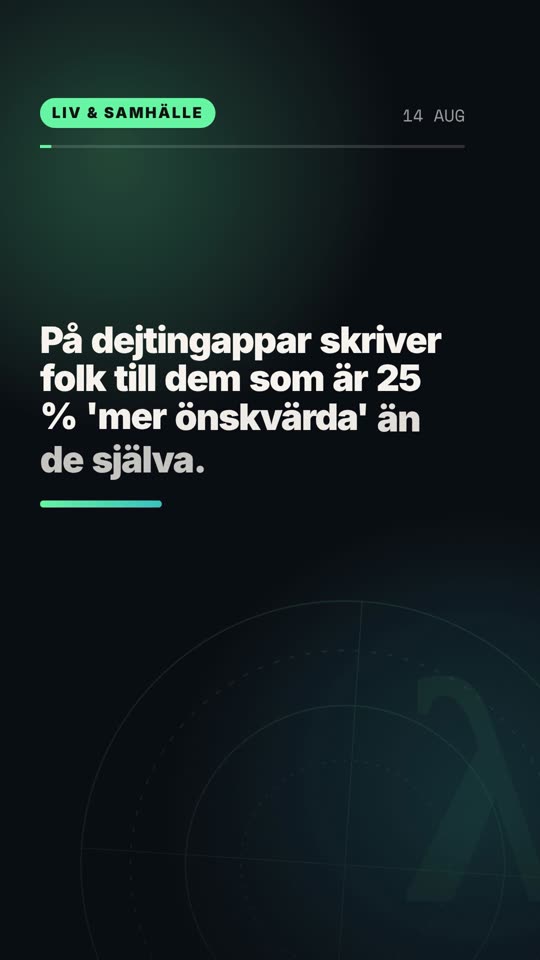 LIV & SAMHÄLLE
14 AUG
På dejtingappar skriver
folk till dem som är 25
% 'mer önskvärda' än
de själva.
λ